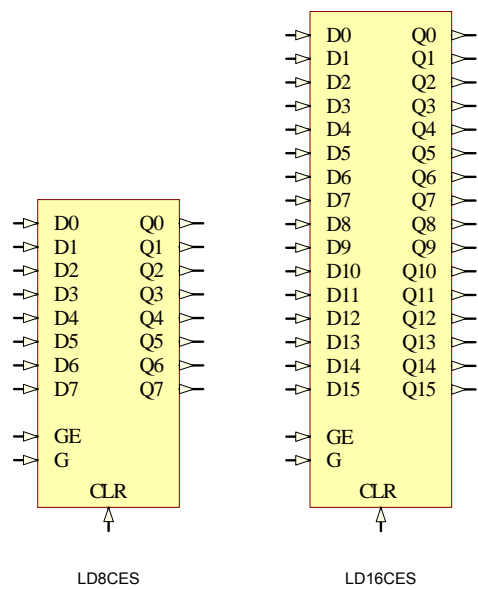 D0 Q0
D1 Q1
D2 Q2
D3 Q3
D4 Q4
D5 Q5
D6 Q6
D7 Q7
GE
G
CLR
LD8CES
D0 Q0
D1 Q1
D2 Q2
D3 Q3
D4 Q4
D5 Q5
D6 Q6
D7 Q7
D8 Q8
D9 Q9
D10 Q10
D11 Q11
D12 Q12
D13 Q13
D14 Q14
D15 Q15
GE
G
CLR
LD16CES